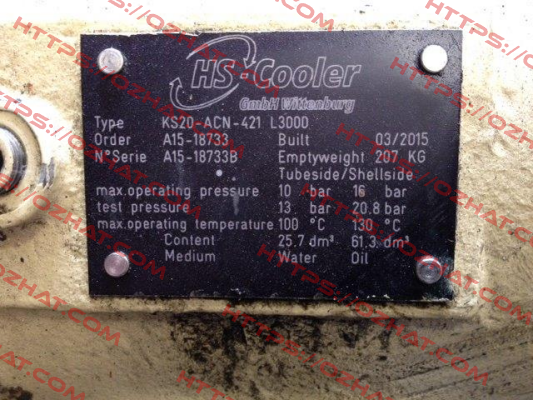 HS-Cooler
GmbH Wittenburg
Type KS20-ACN-421 L3000
Order A15-18733 Built 03/2015
N°Serie A15-18733B Emptyweight 207 KG
Tubeside/Shellside
max.operating pressure 10 bar 16 bar
test pressure 13 bar 20.8 bar
max.operating temperature 100 °C 130 °C
Content 25.7 dm³ 61.3 dm³
Medium Water Oil
HTTPS://OZHAT.COM